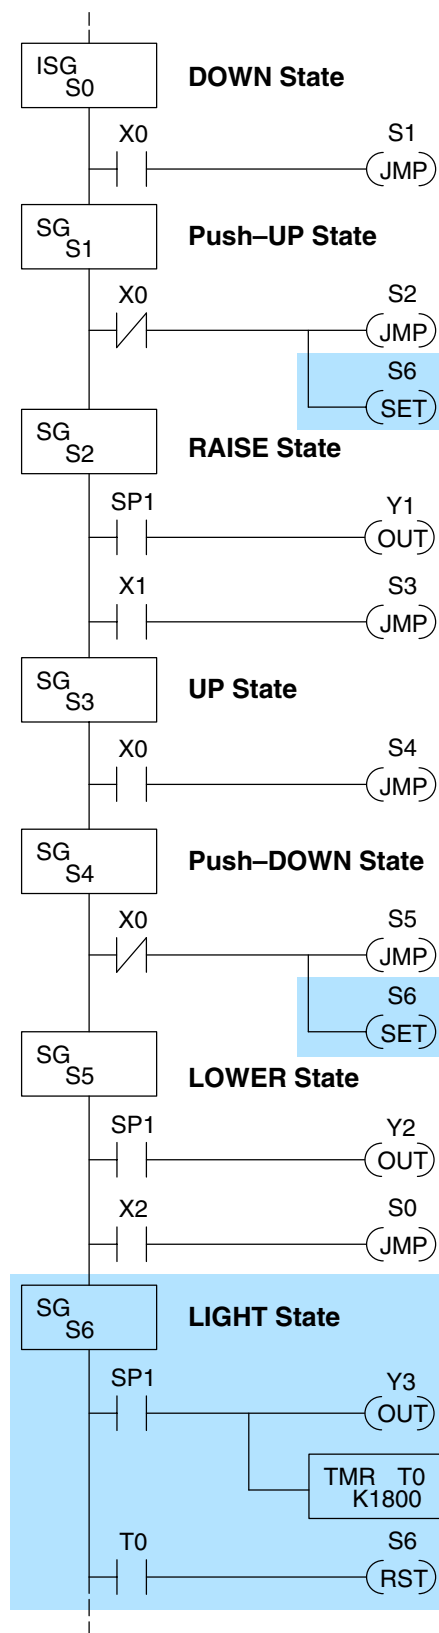 ISG
S0
DOWN State
X0
S1
JMP
SG
S1
Push–UP State
X0
S2
JMP
S6
SET
SG
S2
RAISE State
SP1
Y1
OUT
X1
S3
JMP
SG
S3
UP State
X0
S4
JMP
SG
S4
Push–DOWN State
X0
S5
JMP
S6
SET
SG
S5
LOWER State
SP1
Y2
OUT
X2
S0
JMP
SG
S6
LIGHT State
SP1
Y3
OUT
TMR T0
K1800
T0
S6
RST